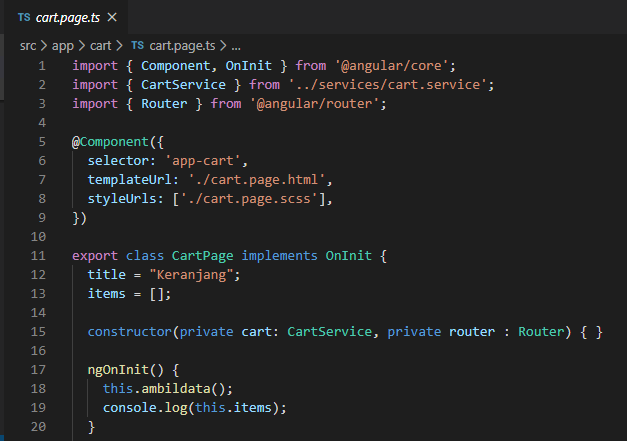 TS cart.page.ts ×
src > app > cart > TS cart.page.ts > ...
1 import { Component, OnInit } from '@angular/core';
2 import { CartService } from '../services/cart.service';
3 import { Router } from '@angular/router';
4
5 @Component({
6   selector: 'app-cart',
7   templateUrl: './cart.page.html',
8   styleUrls: ['./cart.page.scss'],
9 })
10
11 export class CartPage implements OnInit {
12   title = "Keranjang";
13   items = [];
14
15   constructor(private cart: CartService, private router : Router) { }
16
17   ngOnInit() {
18     this.ambildata();
19     console.log(this.items);
20   }